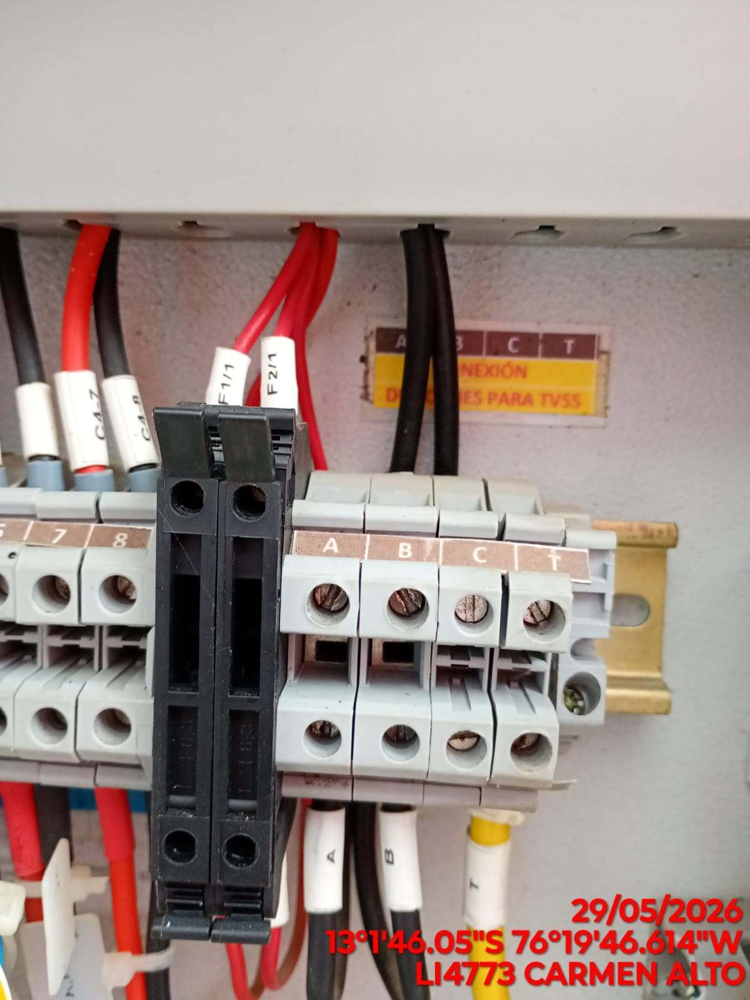 C4-7
C4-8
F1/1
F2/1
C T
PARA TVSS
7 8 A B C T
A
B
T
29/05/2026
13°1'46.05"S 76°19'46.614"W
LI4773 CARMEN ALTO